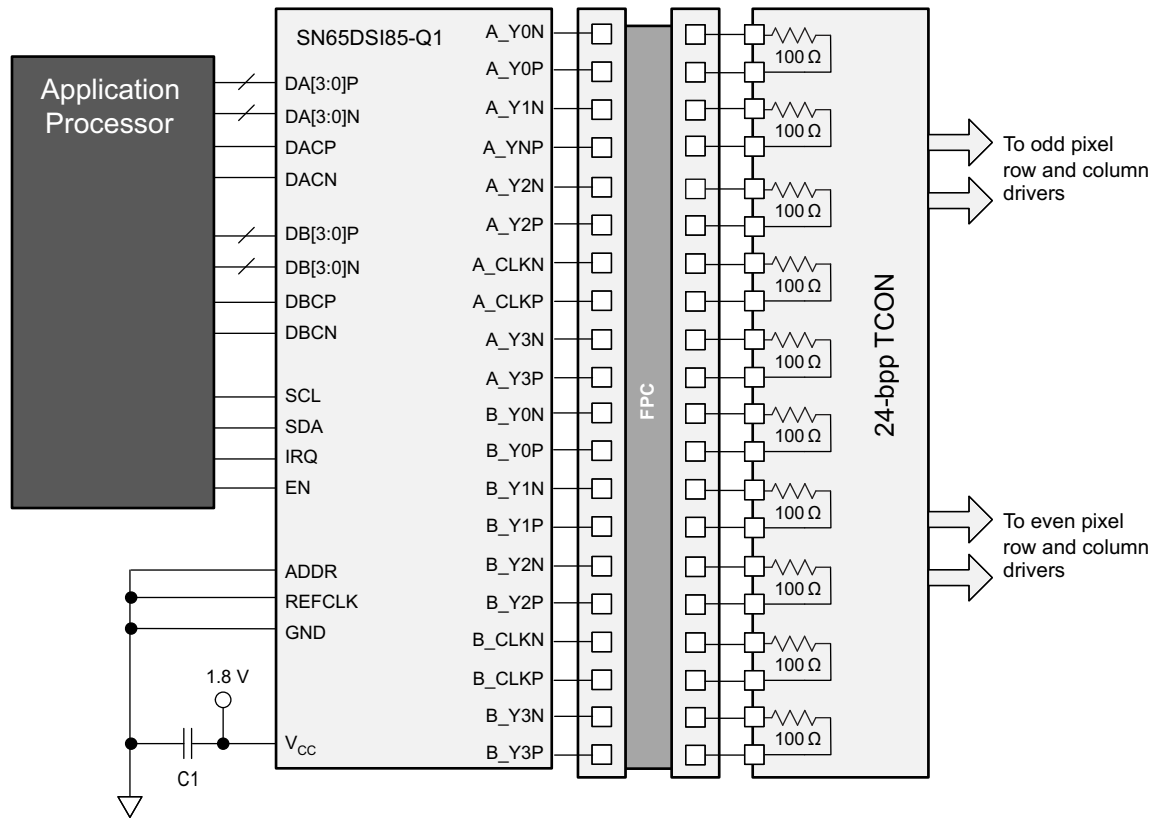 Application
Processor
SN65DSI85-Q1
DA[3:0]P
DA[3:0]N
DACP
DACN
DB[3:0]P
DB[3:0]N
DBCP
DBCN
SCL
SDA
IRQ
EN
ADDR
REFCLK
GND
1.8 V
VCC
C1
A_Y0N
A_Y0P
A_Y1N
A_YNP
A_Y2N
A_Y2P
A_CLKN
A_CLKP
A_Y3N
A_Y3P
B_Y0N
B_Y0P
B_Y1N
B_Y1P
B_Y2N
B_Y2P
B_CLKN
B_CLKP
B_Y3N
B_Y3P
FPC
100 Ω
100 Ω
100 Ω
100 Ω
100 Ω
100 Ω
100 Ω
100 Ω
100 Ω
100 Ω
24-bpp TCON
To odd pixel
row and column
drivers
To even pixel
row and column
drivers